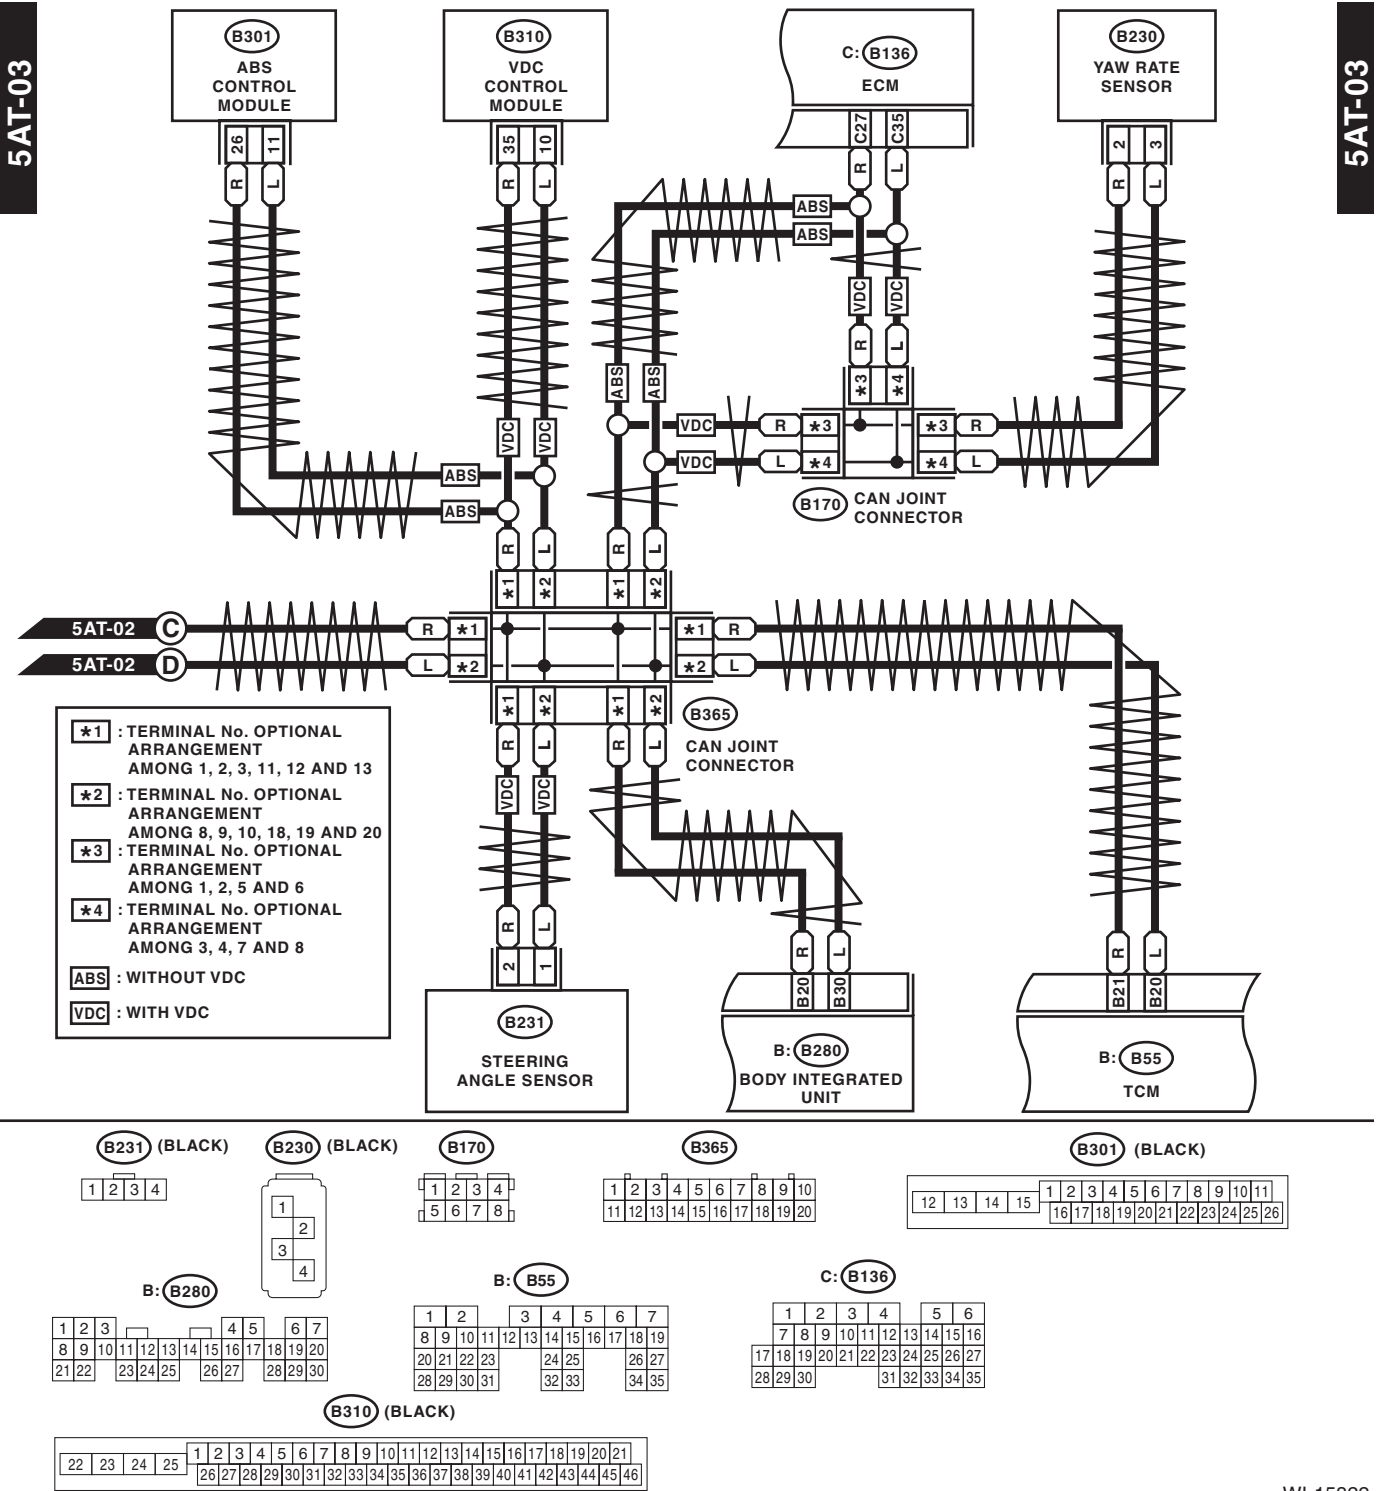 5AT-03
5AT-03
B301
ABS
CONTROL
MODULE
B310
VDC
CONTROL
MODULE
C: B136
ECM
B230
YAW RATE
SENSOR
26 11
35 10
C27 C35
2 3
R L
R L
R L
R L
ABS
ABS
VDC VDC
R L
ABS ABS
*3 *4
VDC R *3
*3 R
VDC L *4
*4 L
VDC VDC
ABS
ABS
B170 CAN JOINT
CONNECTOR
R L R L
*1 *2 *1 *2
5AT-02 C R *1
*1 R
5AT-02 D L *2
*2 L
*1 *2 *1 *2
R L R L
B365
CAN JOINT
CONNECTOR
VDC VDC
*1 : TERMINAL No. OPTIONAL
ARRANGEMENT
AMONG 1, 2, 3, 11, 12 AND 13
*2 : TERMINAL No. OPTIONAL
ARRANGEMENT
AMONG 8, 9, 10, 18, 19 AND 20
*3 : TERMINAL No. OPTIONAL
ARRANGEMENT
AMONG 1, 2, 5 AND 6
*4 : TERMINAL No. OPTIONAL
ARRANGEMENT
AMONG 3, 4, 7 AND 8
ABS : WITHOUT VDC
VDC : WITH VDC
R L
2 1
B231
STEERING
ANGLE SENSOR
R L
B20 B30
B: B280
BODY INTEGRATED
UNIT
R L
B21 B20
B: B55
TCM
B231 (BLACK)
1 2 3 4
B230 (BLACK)
1
2
3
4
B170
1 2 3 4
5 6 7 8
B365
1 2 3 4 5 6 7 8 9 10
11 12 13 14 15 16 17 18 19 20
B301 (BLACK)
12 13 14 15
1 2 3 4 5 6 7 8 9 10 11
16 17 18 19 20 21 22 23 24 25 26
B: B280
1 2 3 4 5 6 7
8 9 10 11 12 13 14 15 16 17 18 19 20
21 22 23 24 25 26 27 28 29 30
B: B55
1 2 3 4 5 6 7
8 9 10 11 12 13 14 15 16 17 18 19
20 21 22 23 24 25 26 27
28 29 30 31 32 33 34 35
C: B136
1 2 3 4 5 6
7 8 9 10 11 12 13 14 15 16
17 18 19 20 21 22 23 24 25 26 27
28 29 30 31 32 33 34 35
B310 (BLACK)
22 23 24 25
1 2 3 4 5 6 7 8 9 10 11 12 13 14 15 16 17 18 19 20 21
26 27 28 29 30 31 32 33 34 35 36 37 38 39 40 41 42 43 44 45 46